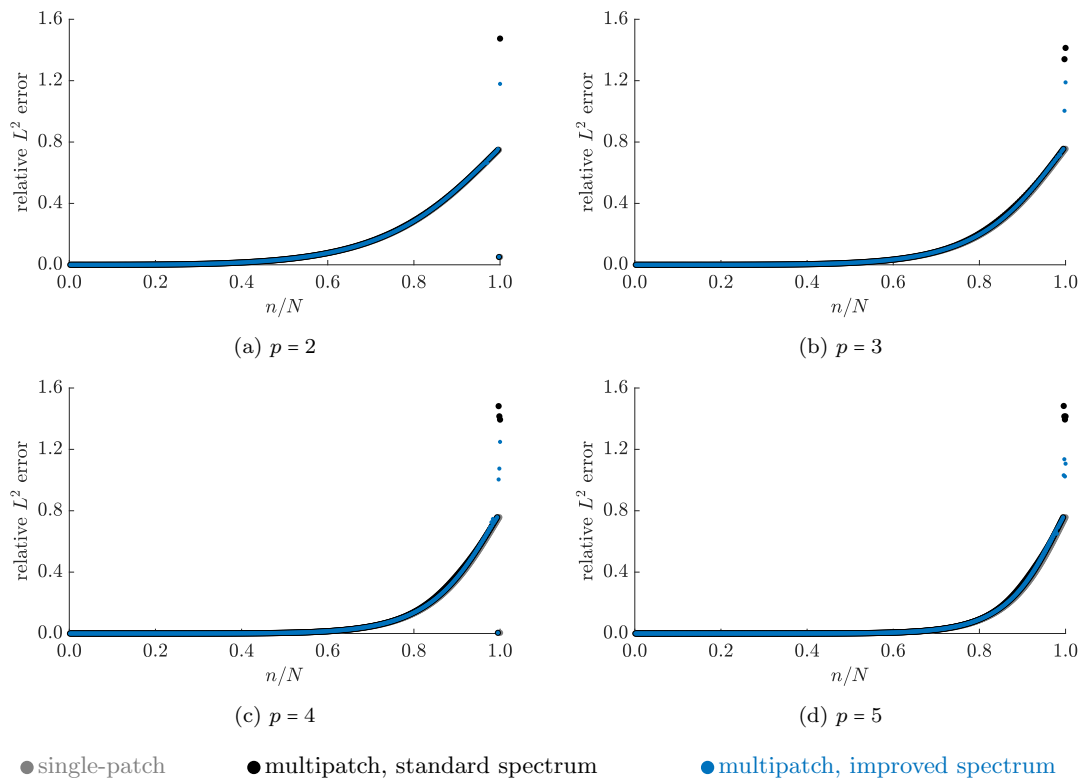 1.6
1.2
0.8
0.4
0.0
relative L² error
0.0 0.2 0.4 0.6 0.8 1.0
n/N
(a) p = 2
1.6
1.2
0.8
0.4
0.0
relative L² error
0.0 0.2 0.4 0.6 0.8 1.0
n/N
(b) p = 3
1.6
1.2
0.8
0.4
0.0
relative L² error
0.0 0.2 0.4 0.6 0.8 1.0
n/N
(c) p = 4
1.6
1.2
0.8
0.4
0.0
relative L² error
0.0 0.2 0.4 0.6 0.8 1.0
n/N
(d) p = 5
single-patch
multipatch, standard spectrum
multipatch, improved spectrum